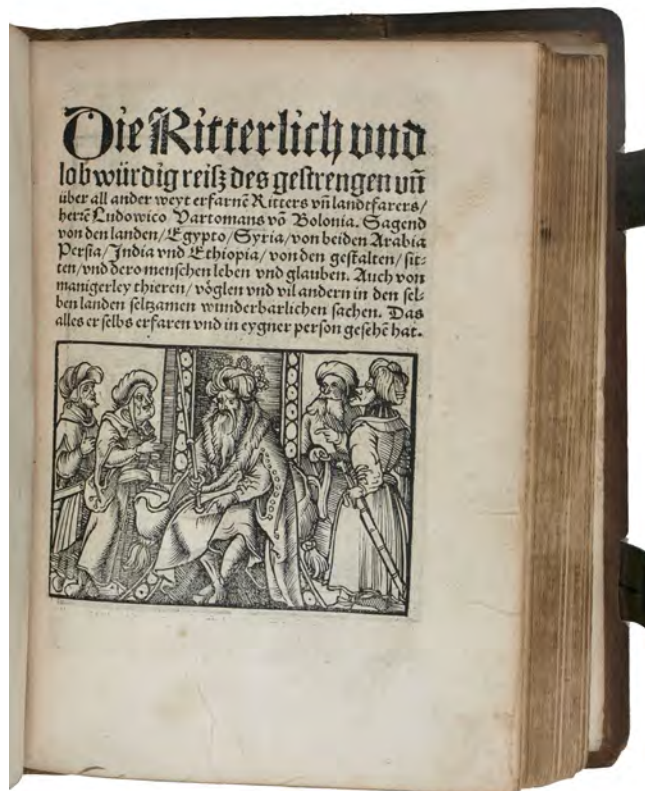 Die Ritterlich vnd
lobwürdig reiſz des geſtrengen vñ
über all ander weyt erfarnẽ Ritters vñ landtfarers/
herrẽ Ludowico Vartomans võ Bolonia. Sagend
von den landen/Egypto/Syria/von beiden Arabia
Perſia/India vnd Ethiopia/von den geſtalten/ſit-
ten/vnd dero menſchen leben vnd glauben. Auch von
manigerley thieren/vöglen vnd vil andern in den ſel-
ben landen ſeltzamen wunderbarlichen ſachen. Das
alles er ſelbs erfaren vnd in eygner perſon geſehẽ hat.